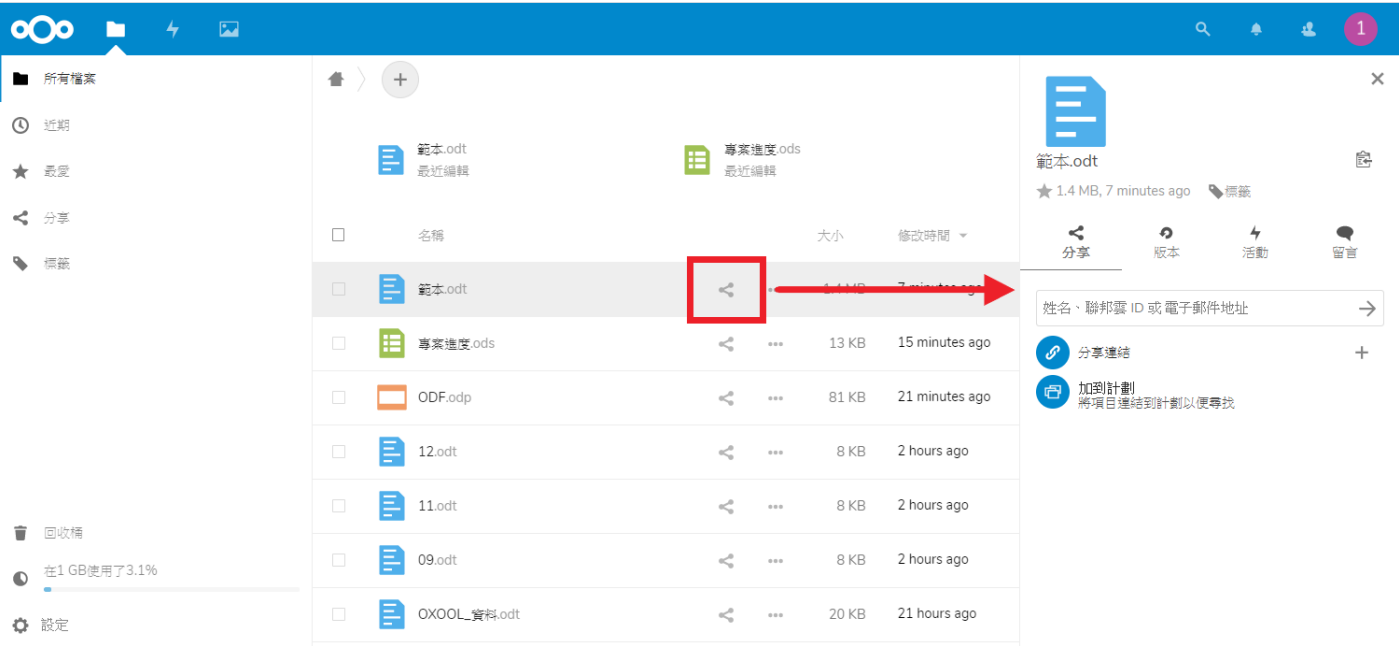 1
所有檔案
近期
最愛
分享
標籤
回收桶
在1 GB使用了3.1%
設定
範本.odt
最近編輯
專案進度.ods
最近編輯
名稱 大小 修改時間
範本.odt 1.4 MB 7 minutes ago
專案進度.ods 13 KB 15 minutes ago
ODF.odp 81 KB 21 minutes ago
12.odt 8 KB 2 hours ago
11.odt 8 KB 2 hours ago
09.odt 8 KB 2 hours ago
OXOOL_資料.odt 20 KB 21 hours ago
範本.odt
1.4 MB, 7 minutes ago 標籤
分享 版本 活動 留言
姓名、聯邦雲 ID 或電子郵件地址
分享連結
加到計劃
將項目連結到計劃以便尋找